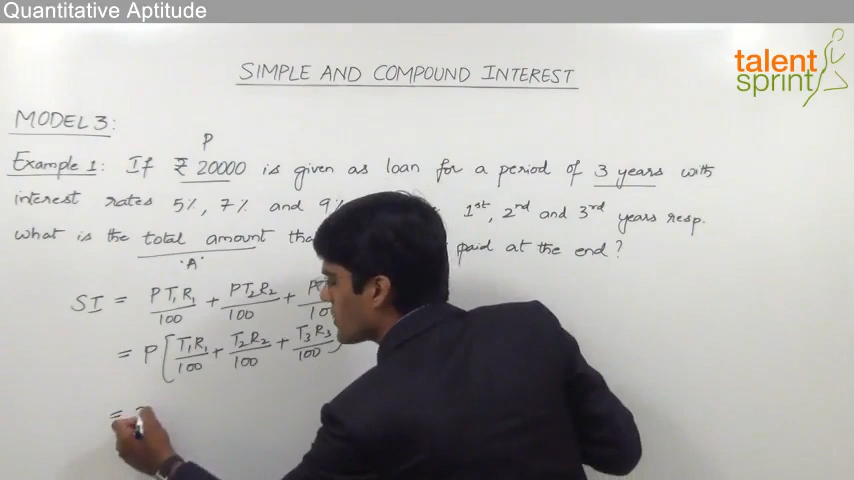 Quantitative Aptitude
talent
sprint
SIMPLE AND COMPOUND INTEREST
MODEL 3:
P
Example 1: If ₹ 20000 is given as loan for a period of 3 years with
interest rates 5%, 7% and 9% 1st, 2nd and 3rd years resp.
What is the total amount paid at the end?
'A'
SI = PT₁R₁/100 + PT₂R₂/100 +
= P[T₁R₁/100 + T₂R₂/100 + T₃R₃/100
=